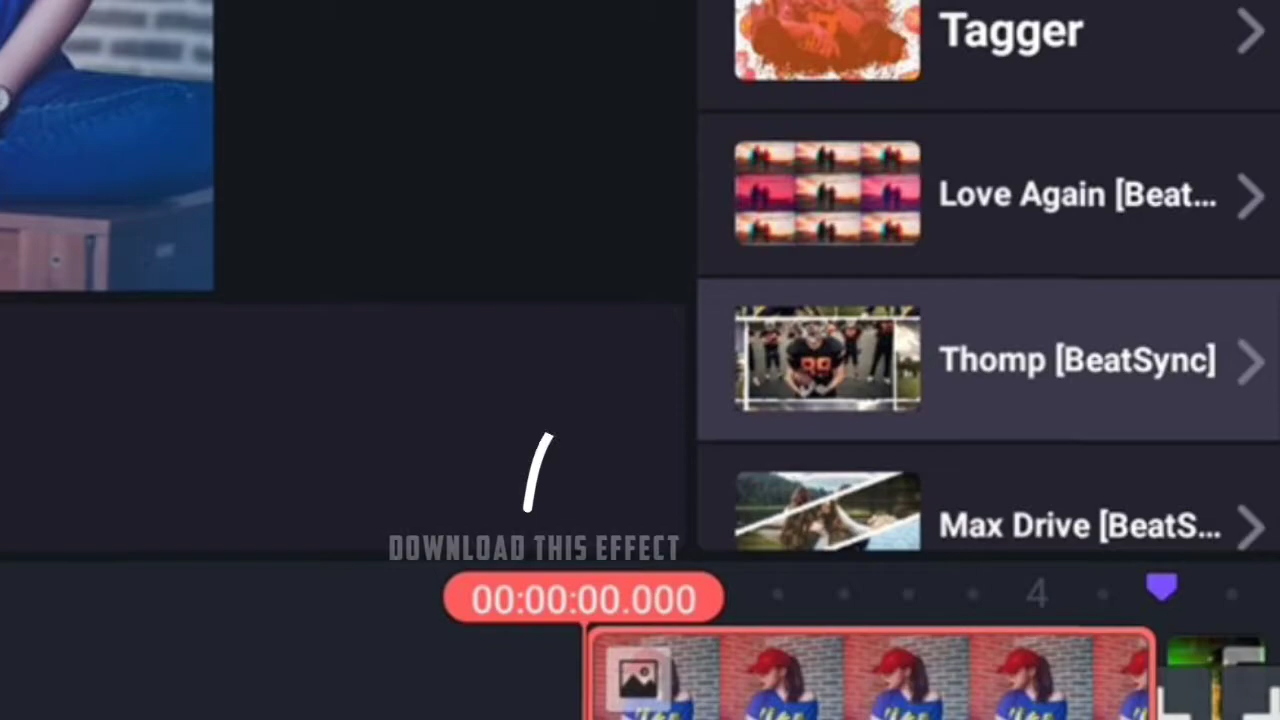 Tagger
Love Again [Beat...
Thomp [BeatSync]
Max Drive [BeatS...
DOWNLOAD THIS EFFECT
00:00:00.000
4